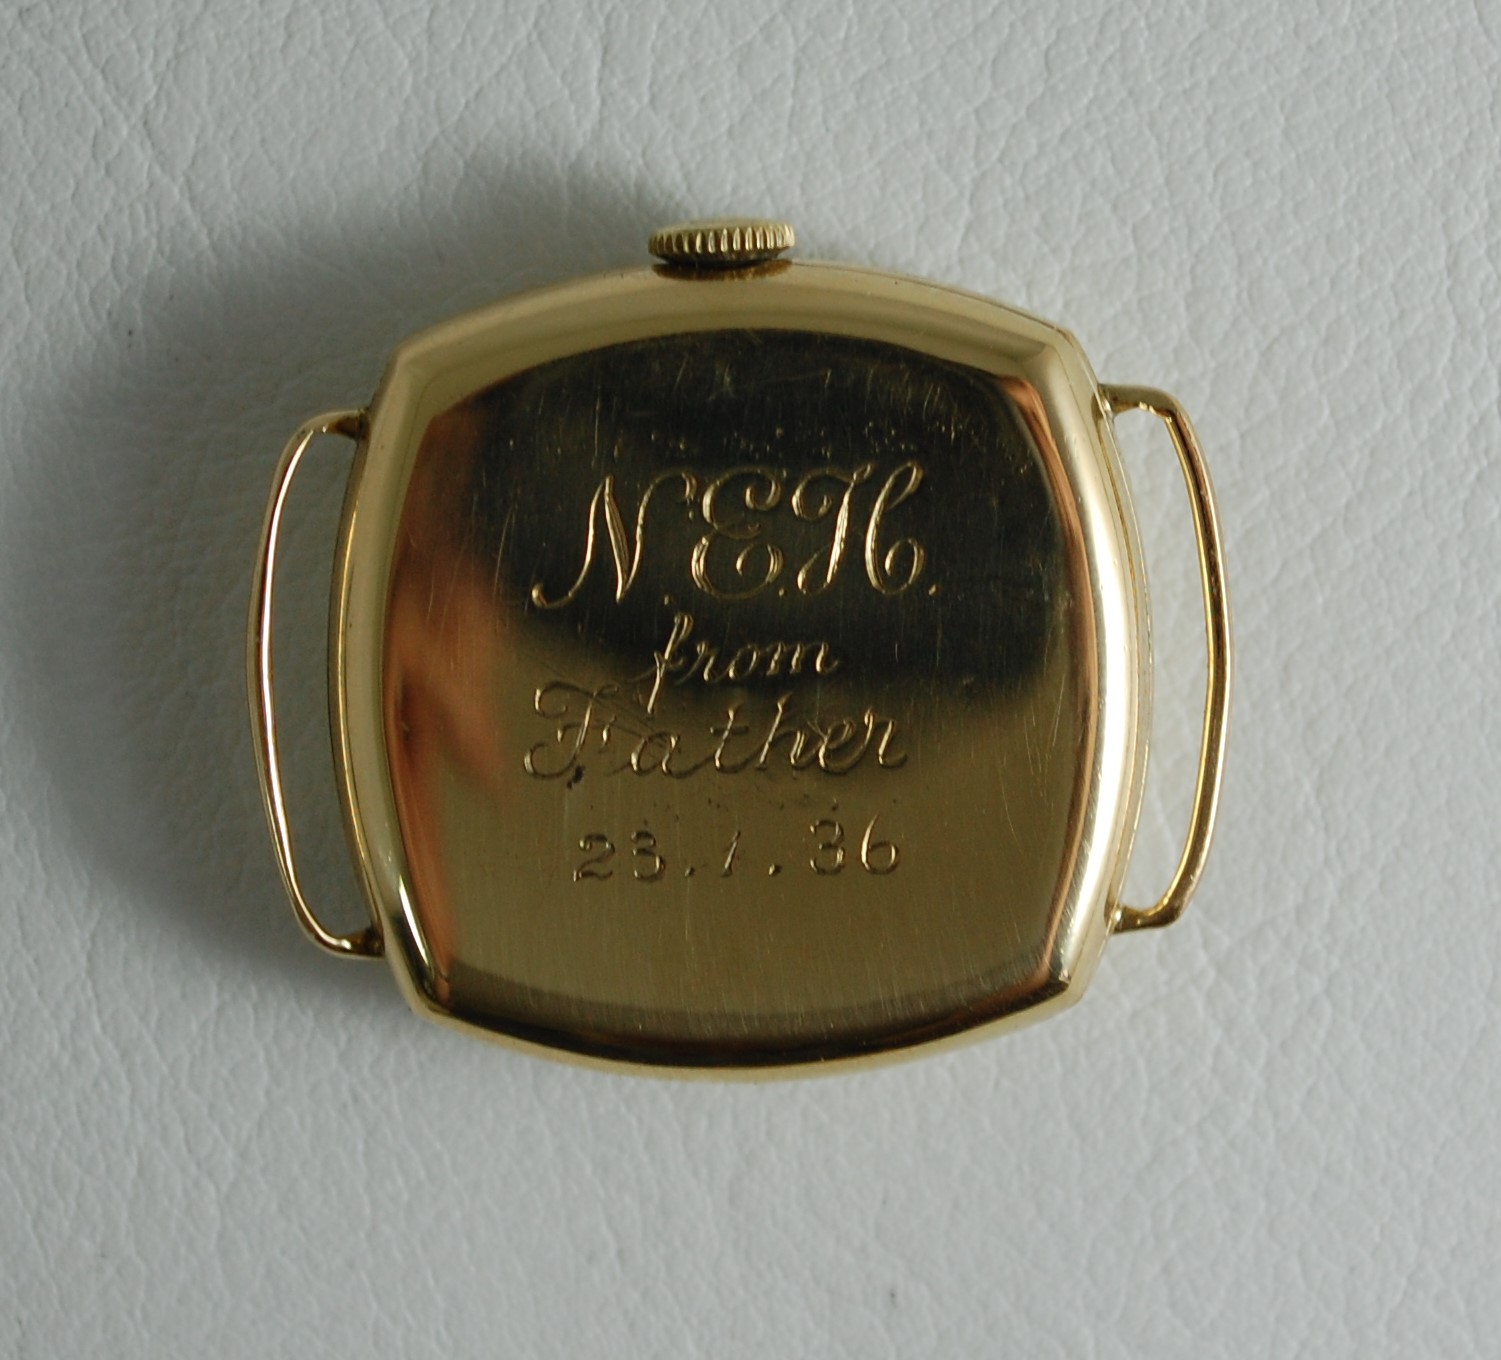 N.E.H.
from
Father
23.1.36